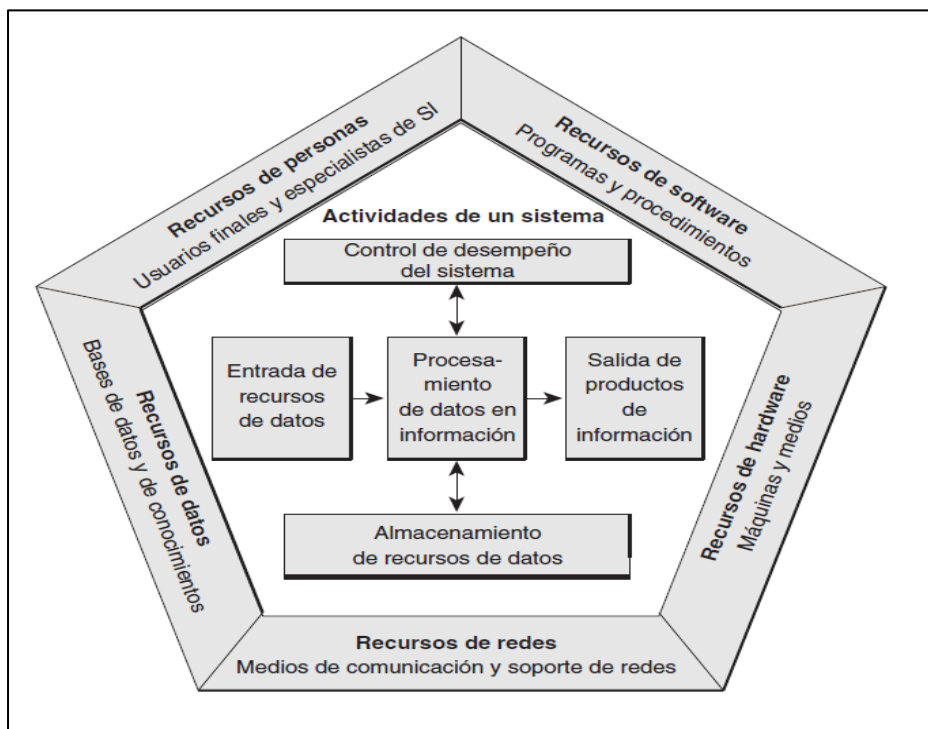 Recursos de personas
Usuarios finales y especialistas de SI
Recursos de software
Programas y procedimientos
Actividades de un sistema
Control de desempeño
del sistema
Entrada de
recursos
de datos
Procesa-
miento
de datos en
información
Salida de
productos
de
información
Almacenamiento
de recursos de datos
Recursos de datos
Bases de datos y de conocimientos
Recursos de hardware
Máquinas y medios
Recursos de redes
Medios de comunicación y soporte de redes